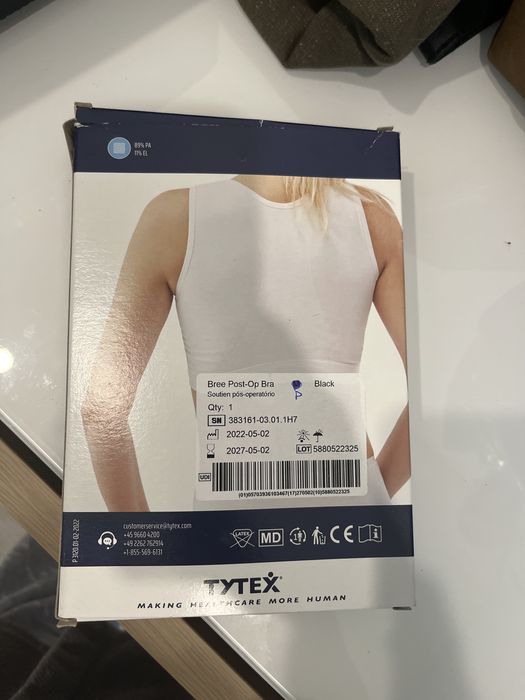 89% PA
11% EL
Bree Post-Op Bra Black
Soutien pós-operatório P
Qty: 1
SN 383161-03.01.1H7
2022-05-02
2027-05-02 LOT 5880522325
UDI
(01)05703936103467(17)270502(10)5880522325
P 3120.01-02-2022
customerservice@tytex.com
+45 9660 4200
+49 2262 762914
+1-855-569-6131
LATEX MD CE i
TYTEX®
MAKING HEALTHCARE MORE HUMAN